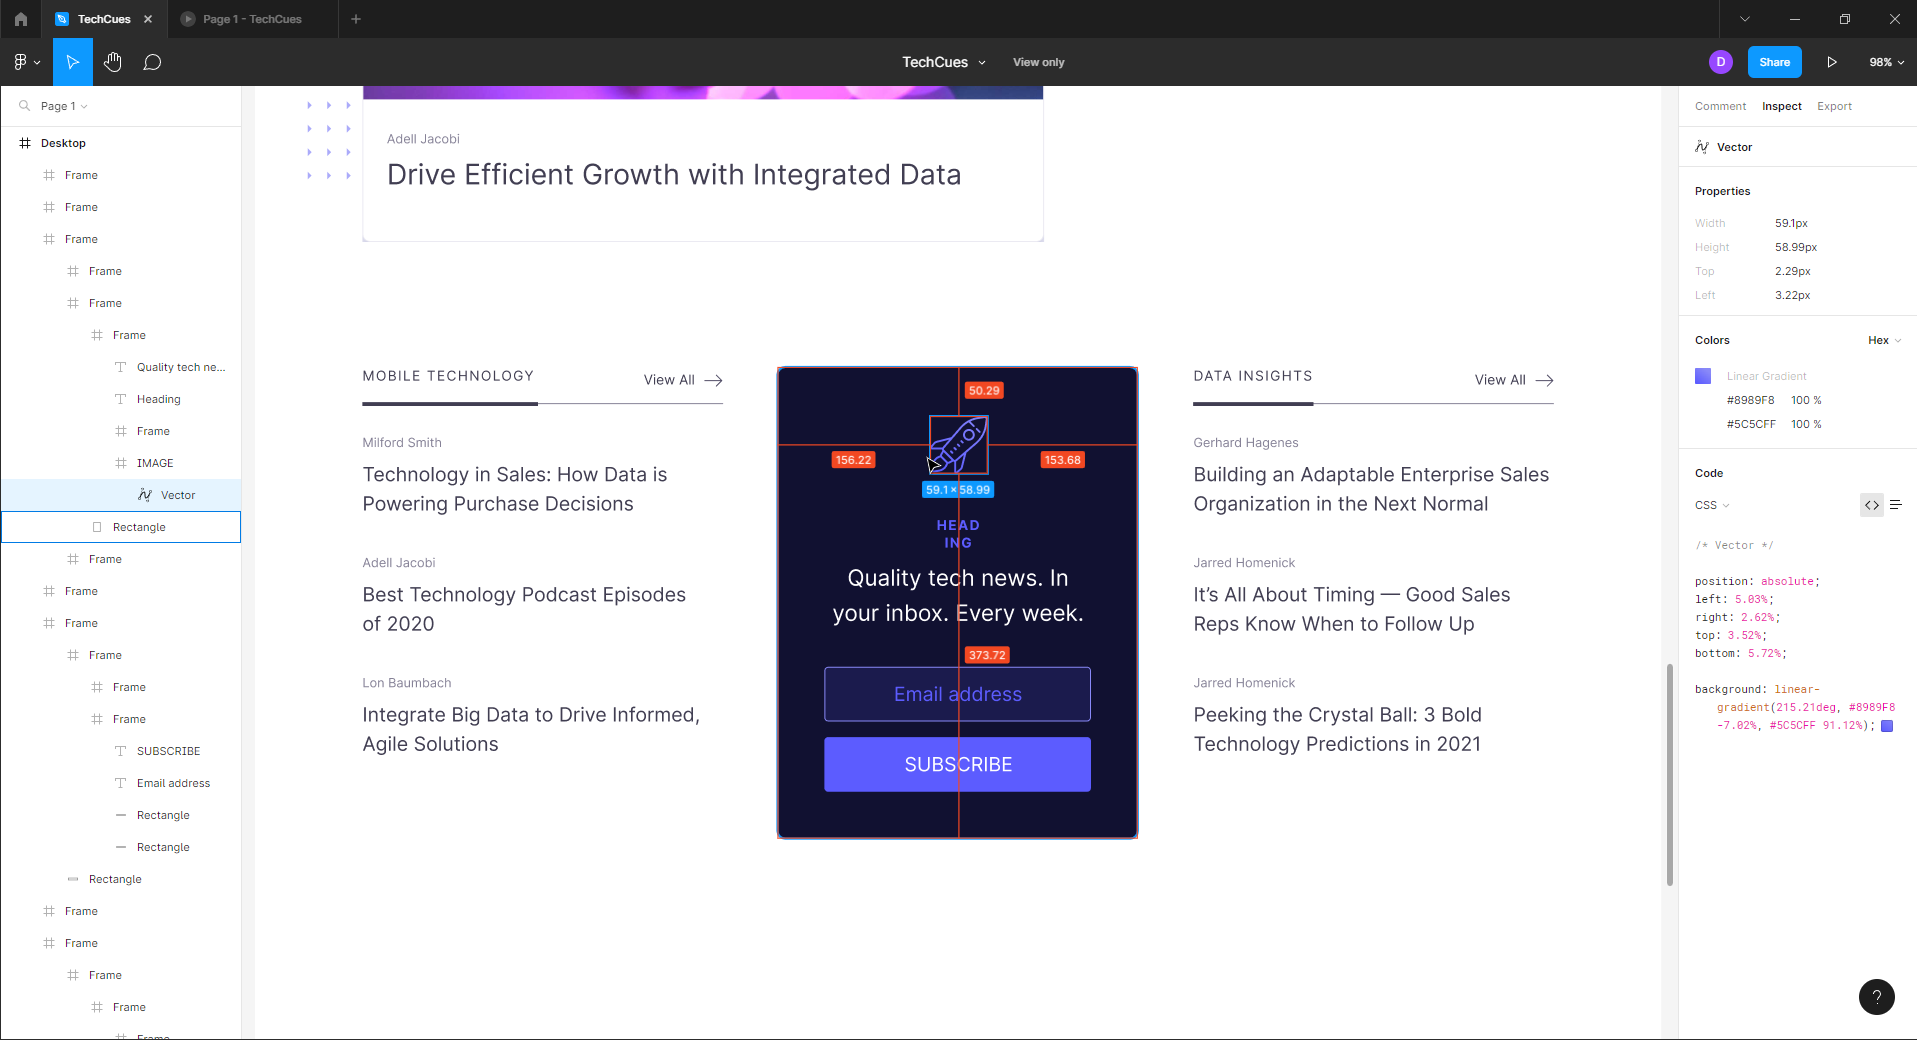 TechCues
Page 1 - TechCues
TechCues
View only
D
Share
98%
Page 1
Desktop
Frame
Frame
Frame
Frame
Frame
Frame
Quality tech ne...
Heading
Frame
IMAGE
Vector
Rectangle
Frame
Frame
Frame
Frame
Frame
Frame
SUBSCRIBE
Email address
Rectangle
Rectangle
Rectangle
Frame
Frame
Frame
Frame
Frame
Adell Jacobi
Drive Efficient Growth with Integrated Data
MOBILE TECHNOLOGY
View All
Milford Smith
Technology in Sales: How Data is
Powering Purchase Decisions
Adell Jacobi
Best Technology Podcast Episodes
of 2020
Lon Baumbach
Integrate Big Data to Drive Informed,
Agile Solutions
50.29
156.22
153.68
59.1 × 58.99
HEAD
ING
Quality tech news. In
your inbox. Every week.
373.72
Email address
SUBSCRIBE
DATA INSIGHTS
View All
Gerhard Hagenes
Building an Adaptable Enterprise Sales
Organization in the Next Normal
Jarred Homenick
It’s All About Timing — Good Sales
Reps Know When to Follow Up
Jarred Homenick
Peeking the Crystal Ball: 3 Bold
Technology Predictions in 2021
Comment Inspect Export
Vector
Properties
Width 59.1px
Height 58.99px
Top 2.29px
Left 3.22px
Colors Hex
Linear Gradient
#8989F8 100 %
#5C5CFF 100 %
Code
CSS
/* Vector */
position: absolute;
left: 5.03%;
right: 2.62%;
top: 3.52%;
bottom: 5.72%;
background: linear-
gradient(215.21deg, #8989F8
-7.02%, #5C5CFF 91.12%);
?